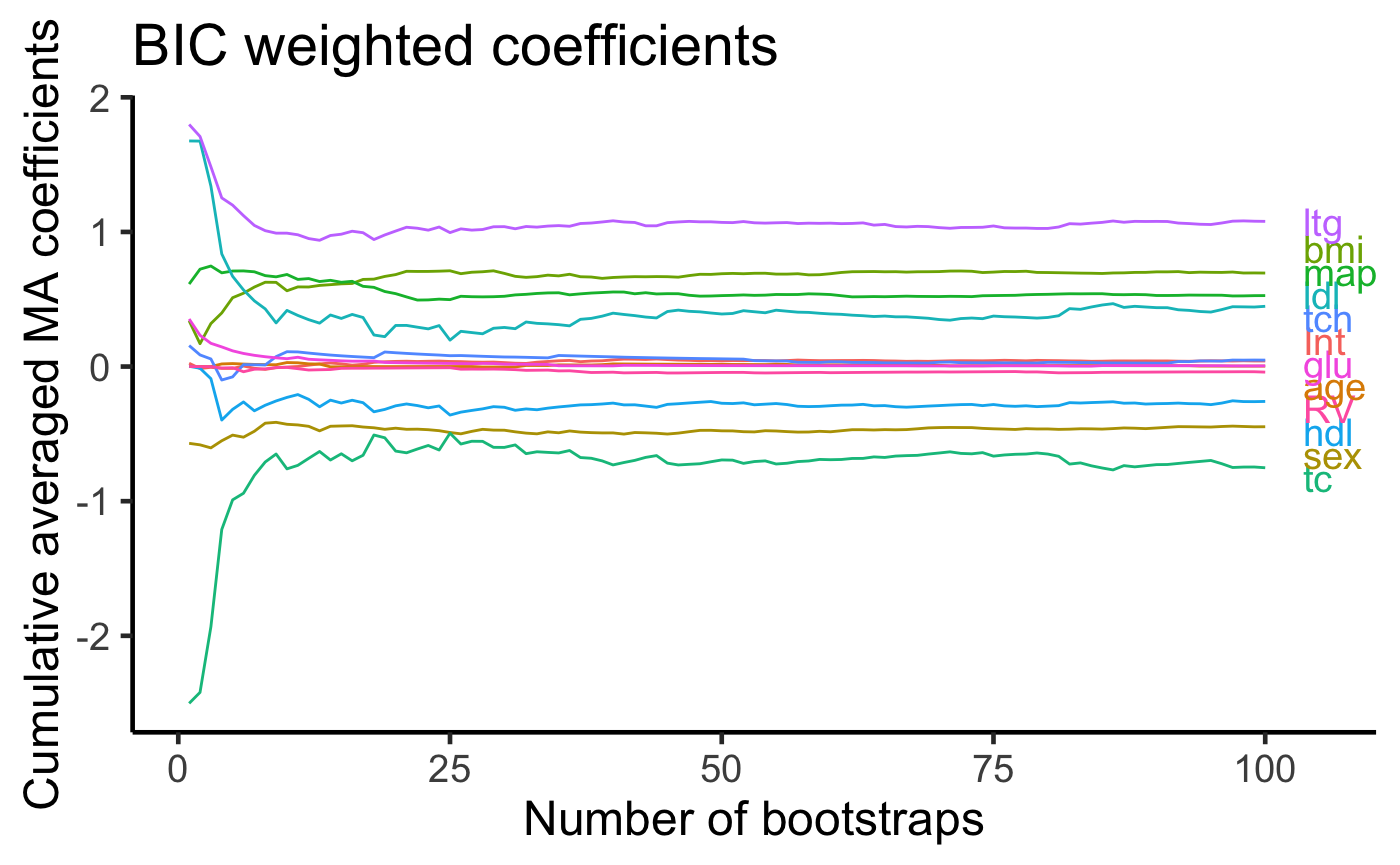 BIC weighted coefficients
Cumulative averaged MA coefficients
2
1
0
-1
-2
0 25 50 75 100
Number of bootstraps
ltg
bmi
map
ldl
tch
Int
glu
age
RV
hdl
sex
tc